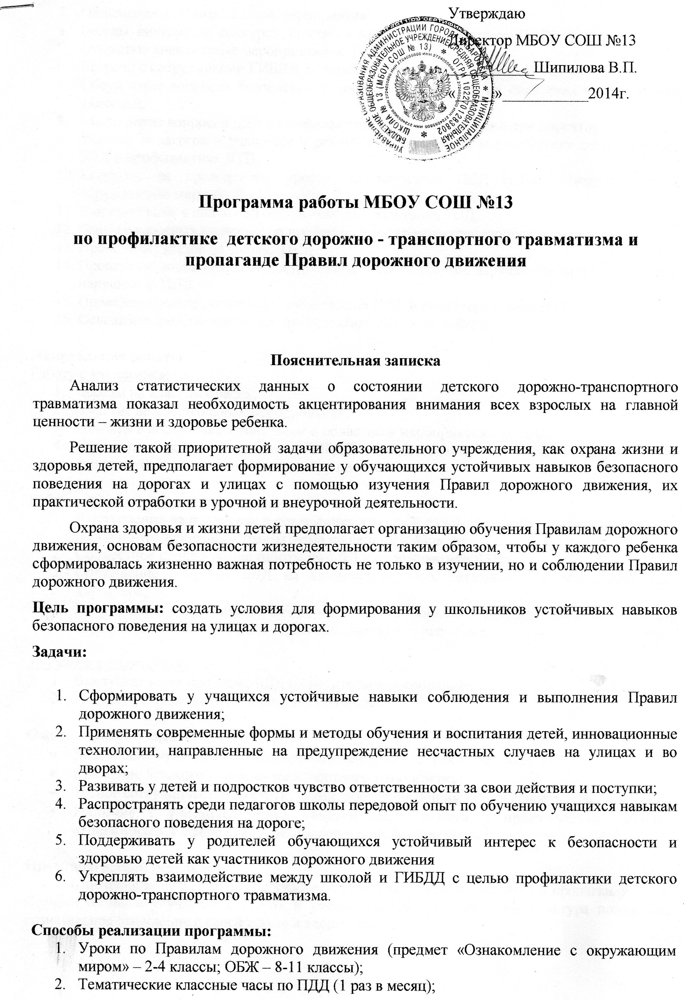 Утверждаю
Директор МБОУ СОШ №13
Шипилова В.П.
«____»___________2014г.
УПРАВЛЕНИЕ ОБРАЗОВАНИЯ АДМИНИСТРАЦИИ ГОРОДА ХАБАРОВСКА * МУНИЦИПАЛЬНОЕ
БЮДЖЕТНОЕ ОБЩЕОБРАЗОВАТЕЛЬНОЕ УЧРЕЖДЕНИЕ СРЕДНЯЯ ОБЩЕОБРАЗОВАТЕЛЬНАЯ
ШКОЛА № 13 (МБОУ СОШ № 13) * ОГРН 1022701283802 *
ИНН 2724055600 ИНН 2724055600 ИНН 2724055600
Программа работы МБОУ СОШ №13
по профилактике детского дорожно - транспортного травматизма и
пропаганде Правил дорожного движения
Пояснительная записка
Анализ статистических данных о состоянии детского дорожно-транспортного
травматизма показал необходимость акцентирования внимания всех взрослых на главной
ценности – жизни и здоровье ребенка.
Решение такой приоритетной задачи образовательного учреждения, как охрана жизни и
здоровья детей, предполагает формирование у обучающихся устойчивых навыков безопасного
поведения на дорогах и улицах с помощью изучения Правил дорожного движения, их
практической отработки в урочной и внеурочной деятельности.
Охрана здоровья и жизни детей предполагает организацию обучения Правилам дорожного
движения, основам безопасности жизнедеятельности таким образом, чтобы у каждого ребенка
сформировалась жизненно важная потребность не только в изучении, но и соблюдении Правил
дорожного движения.
Цель программы: создать условия для формирования у школьников устойчивых навыков
безопасного поведения на улицах и дорогах.
Задачи:
1. Сформировать у учащихся устойчивые навыки соблюдения и выполнения Правил
дорожного движения;
2. Применять современные формы и методы обучения и воспитания детей, инновационные
технологии, направленные на предупреждение несчастных случаев на улицах и во
дворах;
3. Развивать у детей и подростков чувство ответственности за свои действия и поступки;
4. Распространять среди педагогов школы передовой опыт по обучению учащихся навыкам
безопасного поведения на дороге;
5. Поддерживать у родителей обучающихся устойчивый интерес к безопасности и
здоровью детей как участников дорожного движения
6. Укреплять взаимодействие между школой и ГИБДД с целью профилактики детского
дорожно-транспортного травматизма.
Способы реализации программы:
1. Уроки по Правилам дорожного движения (предмет «Ознакомление с окружающим
миром» – 2-4 классы; ОБЖ – 8-11 классы);
2. Тематические классные часы по ПДД (1 раз в месяц);